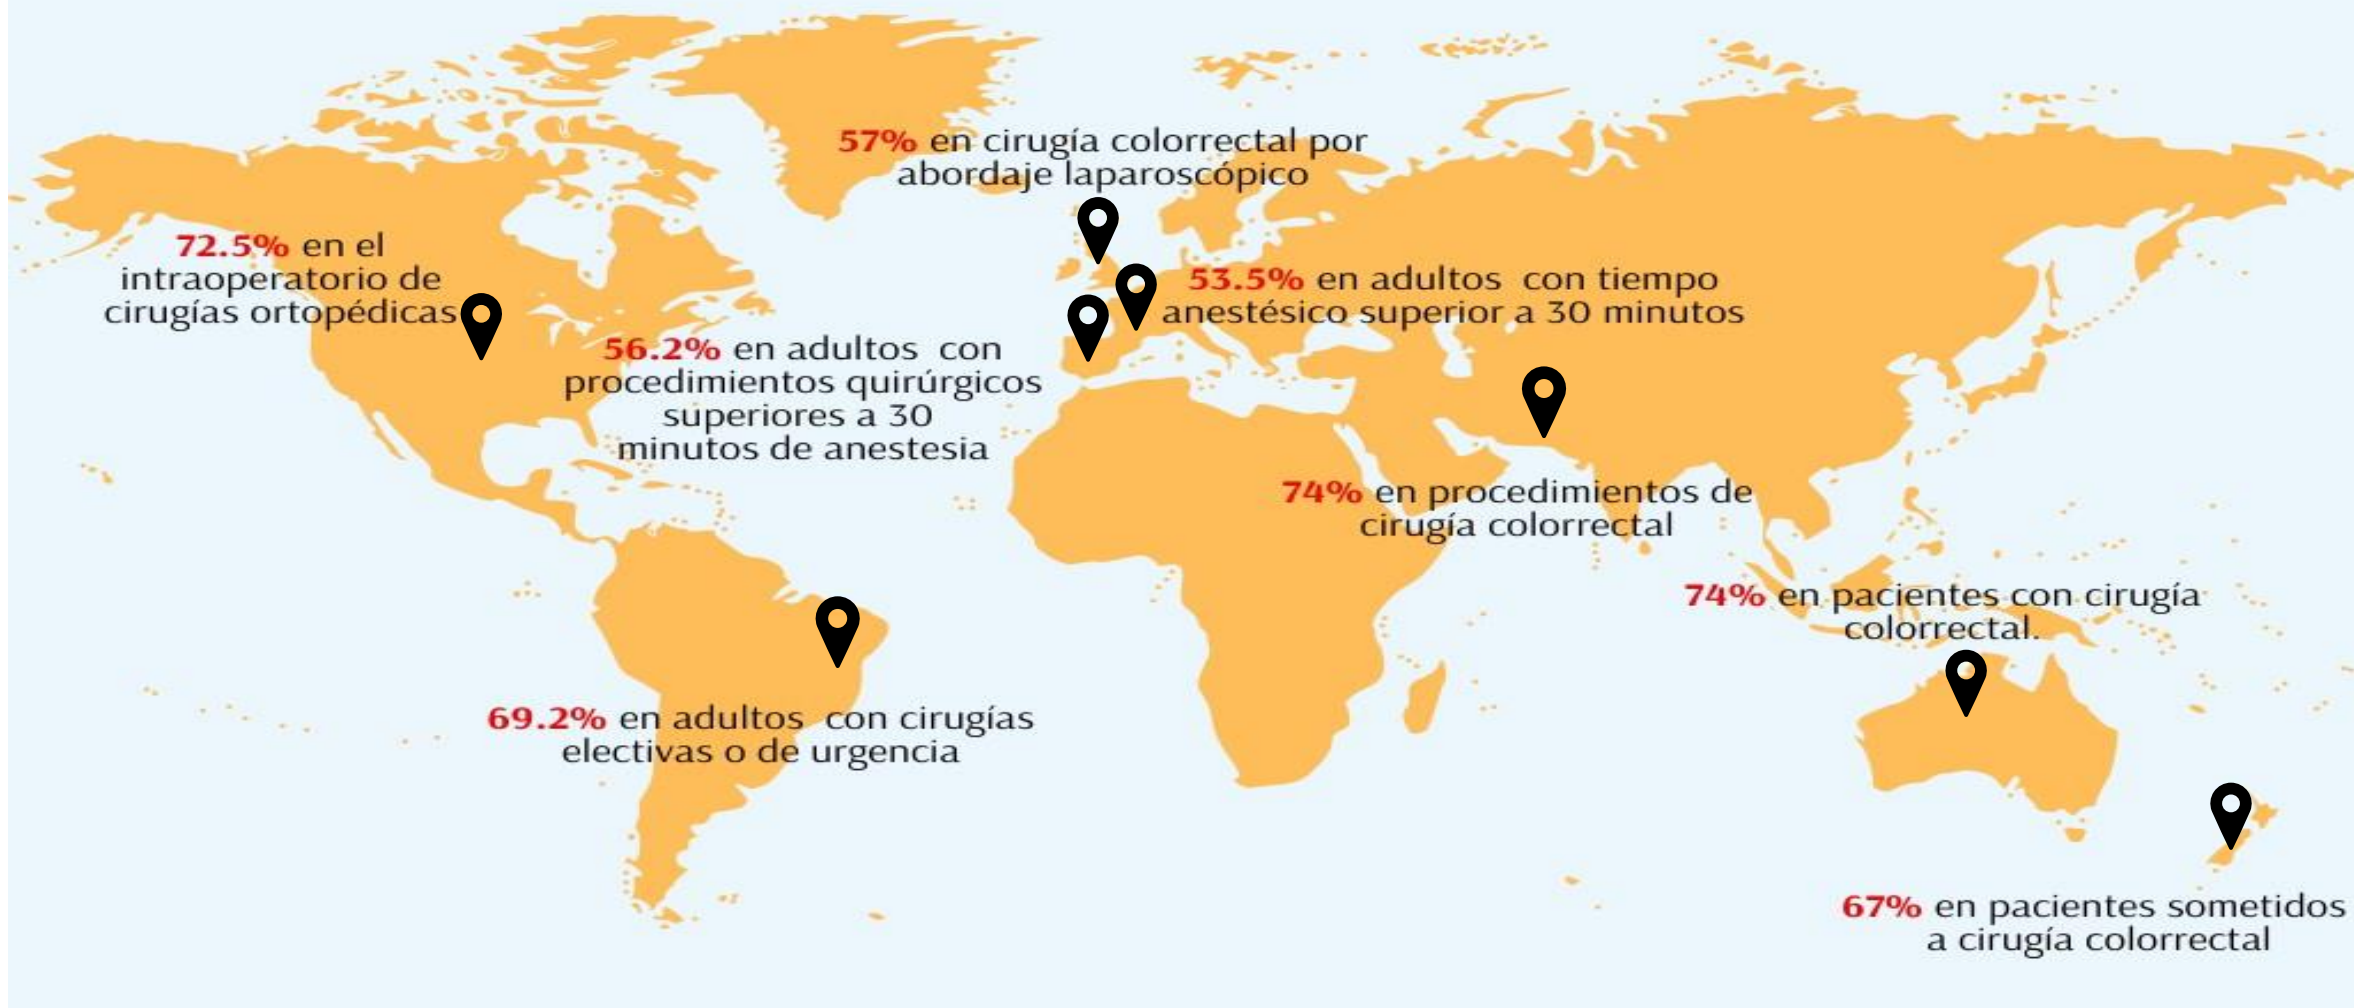 57% en cirugía colorrectal por
abordaje laparoscópico
72.5% en el
intraoperatorio de
cirugías ortopédicas
53.5% en adultos con tiempo
anestésico superior a 30 minutos
56.2% en adultos con
procedimientos quirúrgicos
superiores a 30
minutos de anestesia
74% en procedimientos de
cirugía colorrectal
74% en pacientes con cirugía
colorrectal.
69.2% en adultos con cirugías
electivas o de urgencia
67% en pacientes sometidos
a cirugía colorrectal